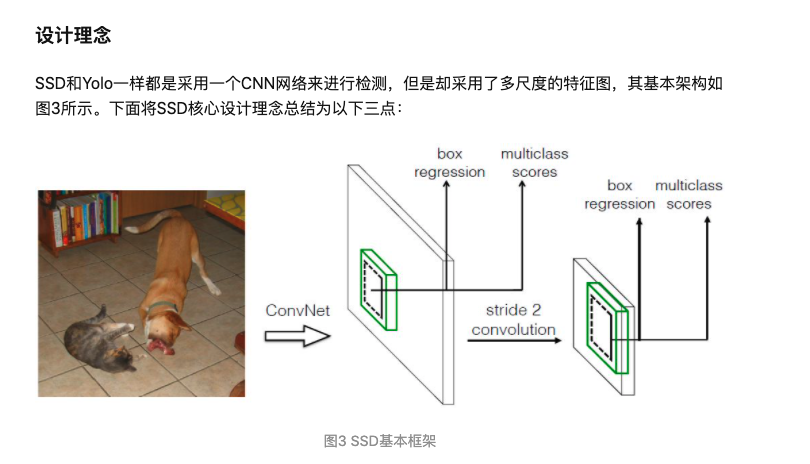 设计理念
SSD和Yolo一样都是采用一个CNN网络来进行检测，但是却采用了多尺度的特征图，其基本架构如
图3所示。下面将SSD核心设计理念总结为以下三点：
box regression
multiclass scores
box regression
multiclass scores
ConvNet
stride 2
convolution
图3 SSD基本框架